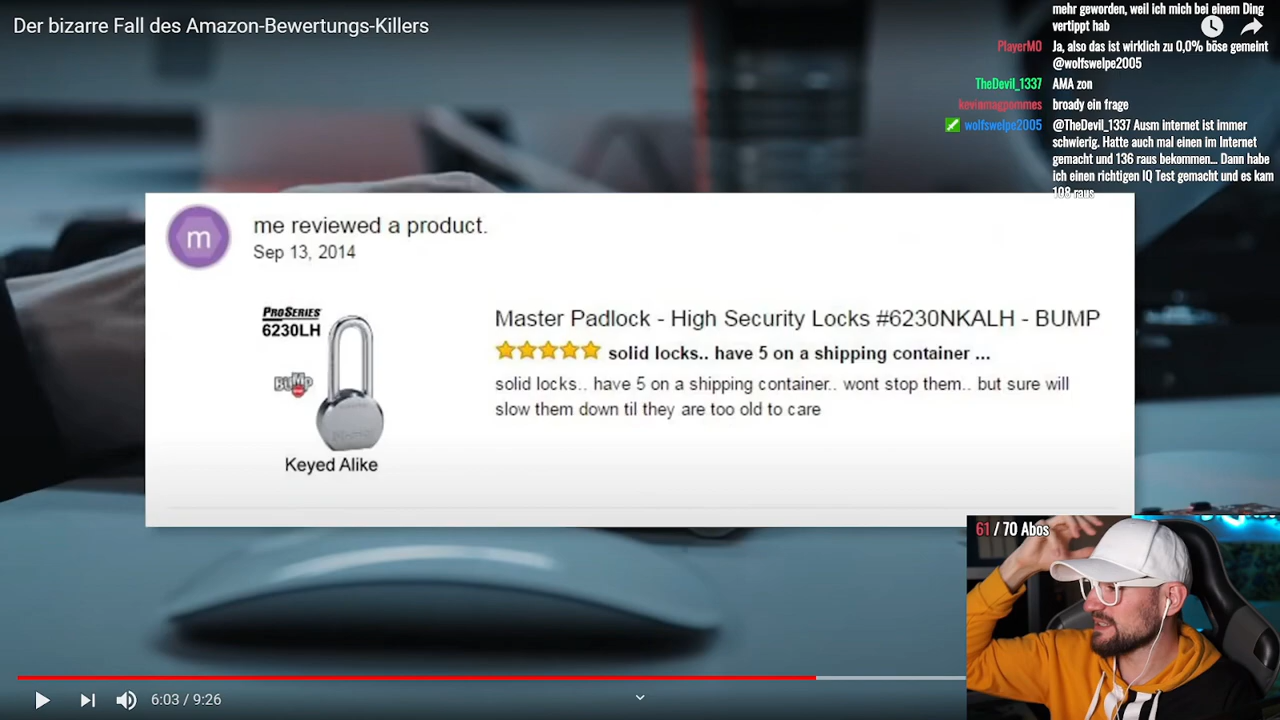 Der bizarre Fall des Amazon-Bewertungs-Killers
mehr geworden, weil ich mich bei einem Ding
vertippt hab
PlayerMO Ja, also das ist wirklich zu 0,0% böse gemeint
@wolfswelpe2005
TheDevil_1337 AMA zon
kevinmagpommes broady ein frage
wolfswelpe2005 @TheDevil_1337 Ausm internet ist immer
schwierig. Hatte auch mal einen im Internet
gemacht und 136 raus bekommen... Dann habe
ich einen richtigen IQ Test gemacht und es kam
108 raus
m
me reviewed a product.
Sep 13, 2014
PROSERIES
6230LH
BUMP
Keyed Alike
Master Padlock - High Security Locks #6230NKALH - BUMP
solid locks.. have 5 on a shipping container ...
solid locks.. have 5 on a shipping container.. wont stop them.. but sure will
slow them down til they are too old to care
61 / 70 Abos
6:03 / 9:26